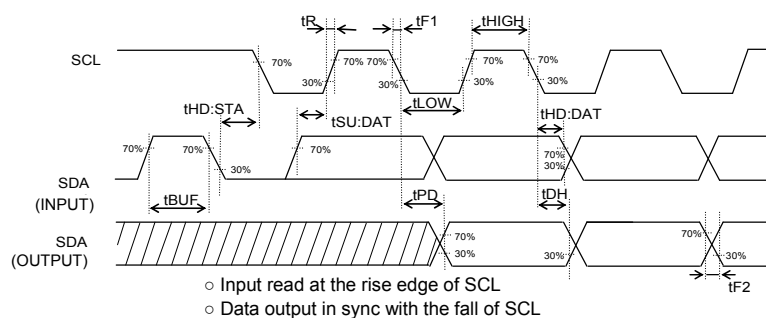 tR tF1 tHIGH
SCL
70% 70% 70% 70% 70%
30% 30% 30% 30%
tHD:STA tLOW tHD:DAT
tSU:DAT
70% 70% 70% 70%
30% 30%
SDA
(INPUT)
tBUF tPD tDH
SDA
(OUTPUT)
70% 70%
30% 30% 30%
tF2
○ Input read at the rise edge of SCL
○ Data output in sync with the fall of SCL